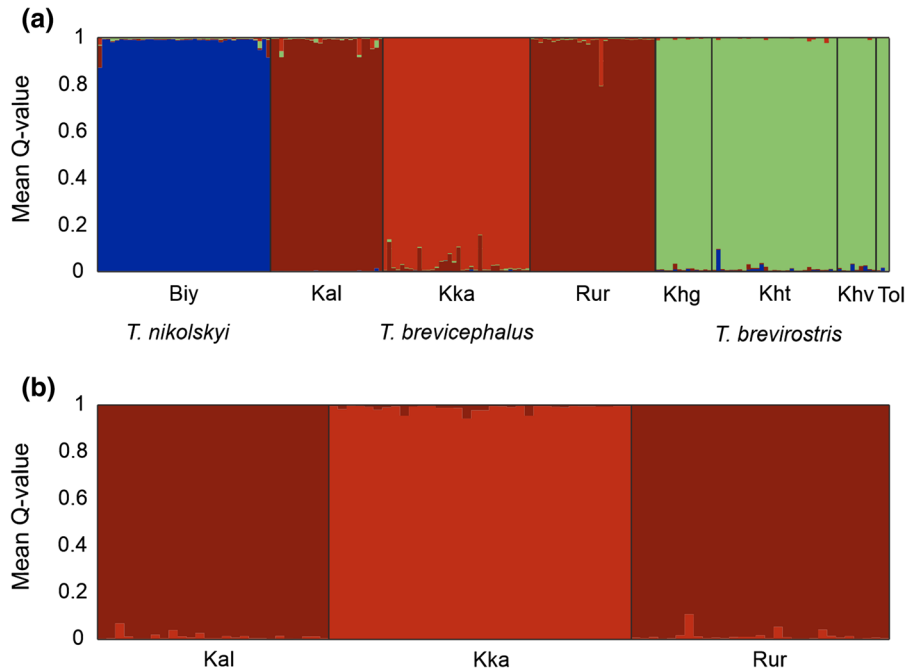 (a)
Mean Q-value
1
0.8
0.6
0.4
0.2
0
Biy Kal Kka Rur Khg Kht Khv Tol
T. nikolskyi T. brevicephalus T. brevirostris
(b)
Mean Q-value
1
0.8
0.6
0.4
0.2
0
Kal Kka Rur